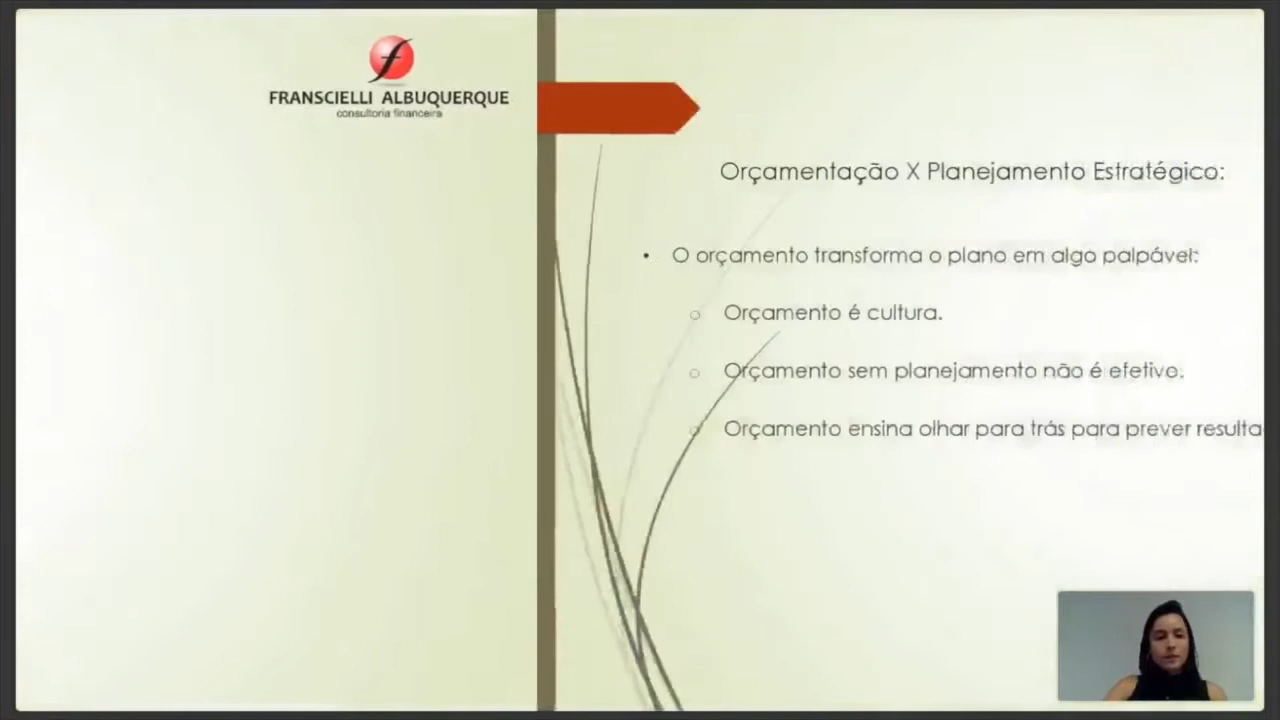 FRANSCIELLI ALBUQUERQUE
consultoria financeira
Orçamentação X Planejamento Estratégico:
• O orçamento transforma o plano em algo palpável:
o Orçamento é cultura.
o Orçamento sem planejamento não é efetivo.
o Orçamento ensina olhar para trás para prever resulta